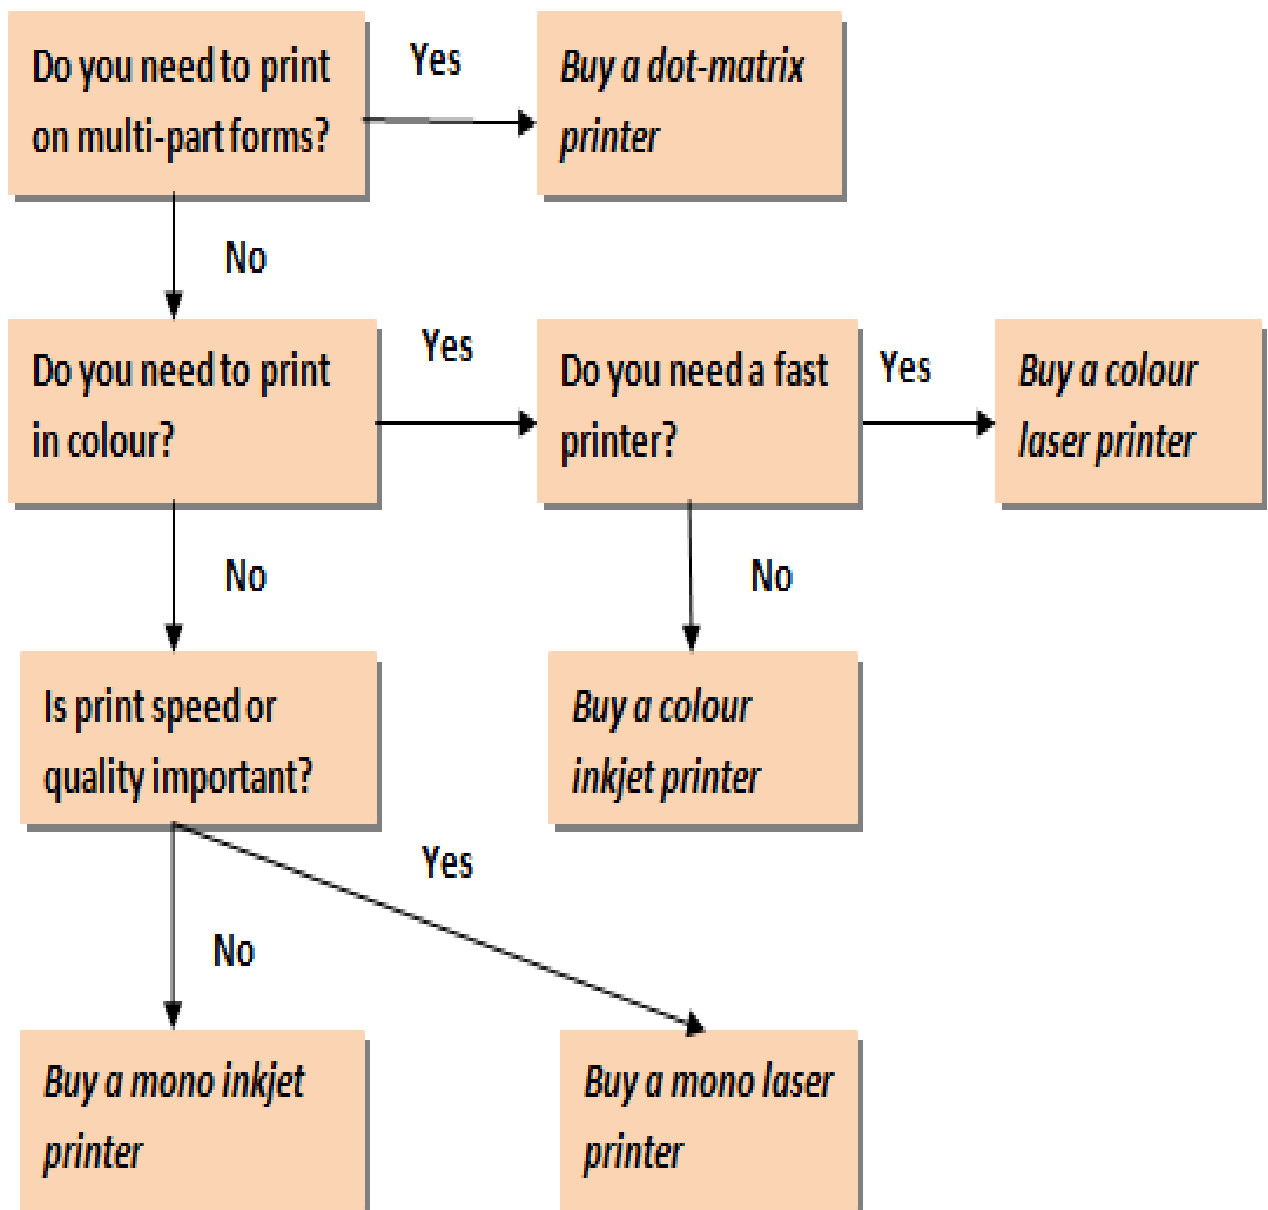 Do you need to print
on multi-part forms?
Yes
Buy a dot-matrix
printer
No
Do you need to print
in colour?
Yes
Do you need a fast
printer?
Yes
Buy a colour
laser printer
No
No
Is print speed or
quality important?
Buy a colour
inkjet printer
Yes
No
Buy a mono inkjet
printer
Buy a mono laser
printer